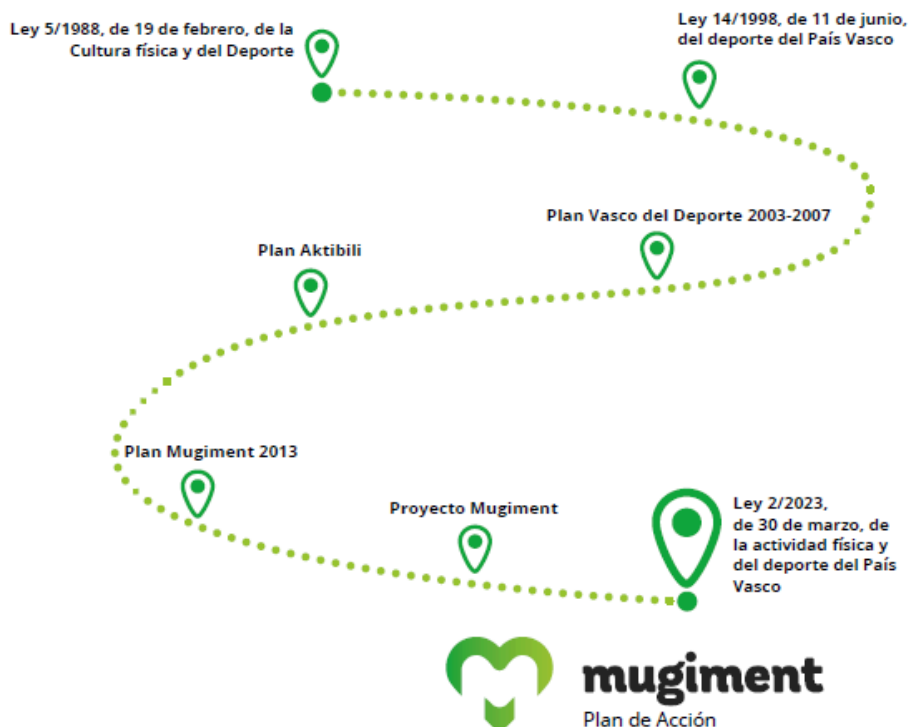 Ley 5/1988, de 19 de febrero, de la
Cultura física y del Deporte
Ley 14/1998, de 11 de junio,
del deporte del País Vasco
Plan Vasco del Deporte 2003-2007
Plan Aktibili
Plan Mugiment 2013
Proyecto Mugiment
Ley 2/2023,
de 30 de marzo, de
la actividad física y
del deporte del País
Vasco
mugiment
Plan de Acción